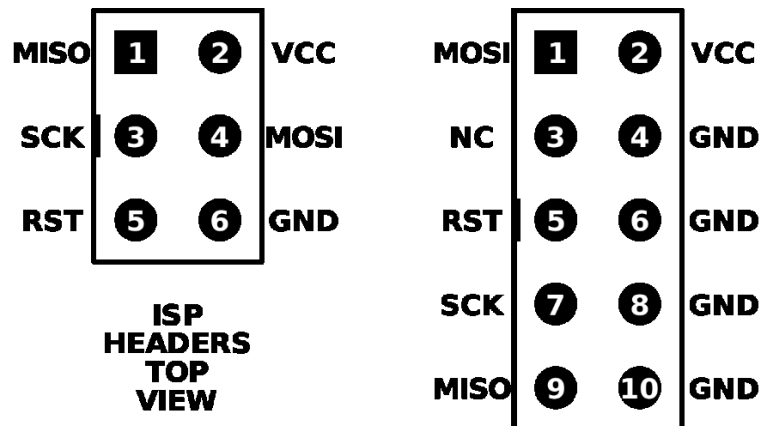 MISO 1 2 VCC
SCK 3 4 MOSI
RST 5 6 GND
ISP
HEADERS
TOP
VIEW
MOSI 1 2 VCC
NC 3 4 GND
RST 5 6 GND
SCK 7 8 GND
MISO 9 10 GND